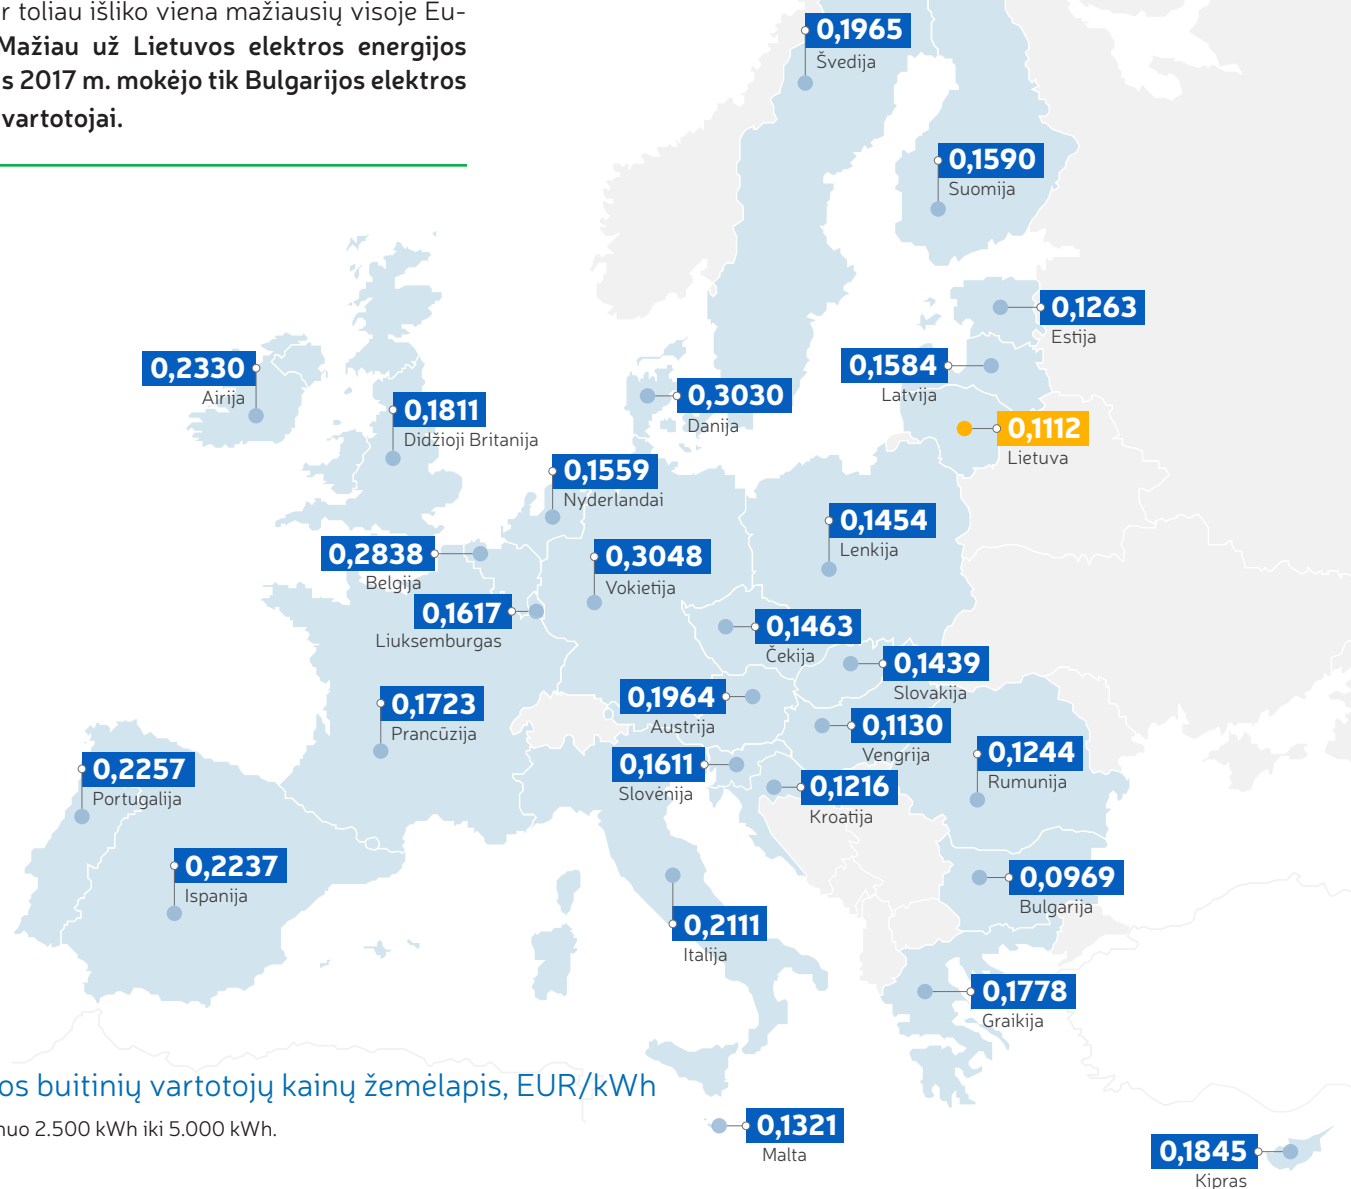 r toliau išliko viena mažiausių visoje Eu-
Mažiau už Lietuvos elektros energijos
s 2017 m. mokėjo tik Bulgarijos elektros
vartotojai.
0,1965
Švedija
0,1590
Suomija
0,1263
Estija
0,2330
Airija
0,1584
Latvija
0,1811
Didžioji Britanija
0,3030
Danija
0,1112
Lietuva
0,1559
Nyderlandai
0,1454
Lenkija
0,2838
Belgija
0,3048
Vokietija
0,1617
Liuksemburgas
0,1463
Čekija
0,1439
Slovakija
0,1964
Austrija
0,1723
Prancūzija
0,1130
Vengrija
0,1244
Rumunija
0,2257
Portugalija
0,1611
Slovėnija
0,1216
Kroatija
0,2237
Ispanija
0,0969
Bulgarija
0,2111
Italija
0,1778
Graikija
os buitinių vartotojų kainų žemėlapis, EUR/kWh
nuo 2.500 kWh iki 5.000 kWh.
0,1321
Malta
0,1845
Kipras